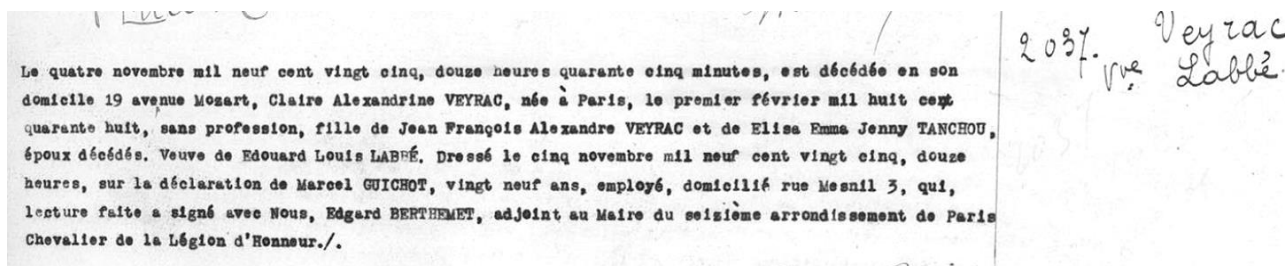 Le quatre novembre mil neuf cent vingt cinq, douze heures quarante cinq minutes, est décédée en son
domicile 19 avenue Mozart, Claire Alexandrine VEYRAC, née à Paris, le premier février mil huit cent
quarante huit, sans profession, fille de Jean François Alexandre VEYRAC et de Elisa Emma Jenny TANCHOU,
époux décédés. Veuve de Edouard Louis LABBÉ. Dressé le cinq novembre mil neuf cent vingt cinq, douze
heures, sur la déclaration de Marcel GUICHOT, vingt neuf ans, employé, domicilié rue Mesnil 3, qui,
lecture faite a signé avec Nous, Edgard BERTHEMET, adjoint au Maire du seizième arrondissement de Paris
Chevalier de la Légion d'Honneur./.
2037. Veyrac
Vve Labbé.